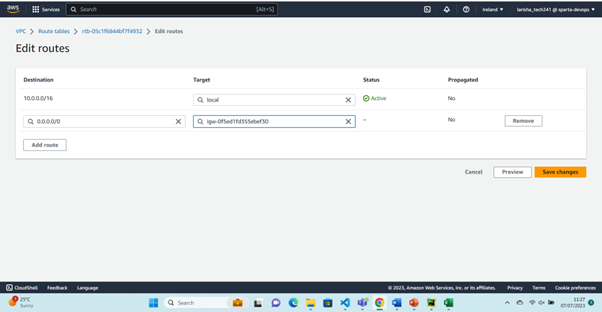 aws Services Search [Alt+S] Ireland larisha_tech241 @ sparta-devops
VPC > Route tables > rtb-05c1f6844bf7f4932 > Edit routes
Edit routes
Destination Target Status Propagated
10.0.0.0/16 local Active No
0.0.0.0/0 igw-0f5ed1fd355ebef30 - No Remove
Add route
Cancel Preview Save changes
CloudShell Feedback Language © 2023, Amazon Web Services, Inc. or its affiliates. Privacy Terms Cookie preferences
25°C Search 11:27
Sunny 07/07/2023